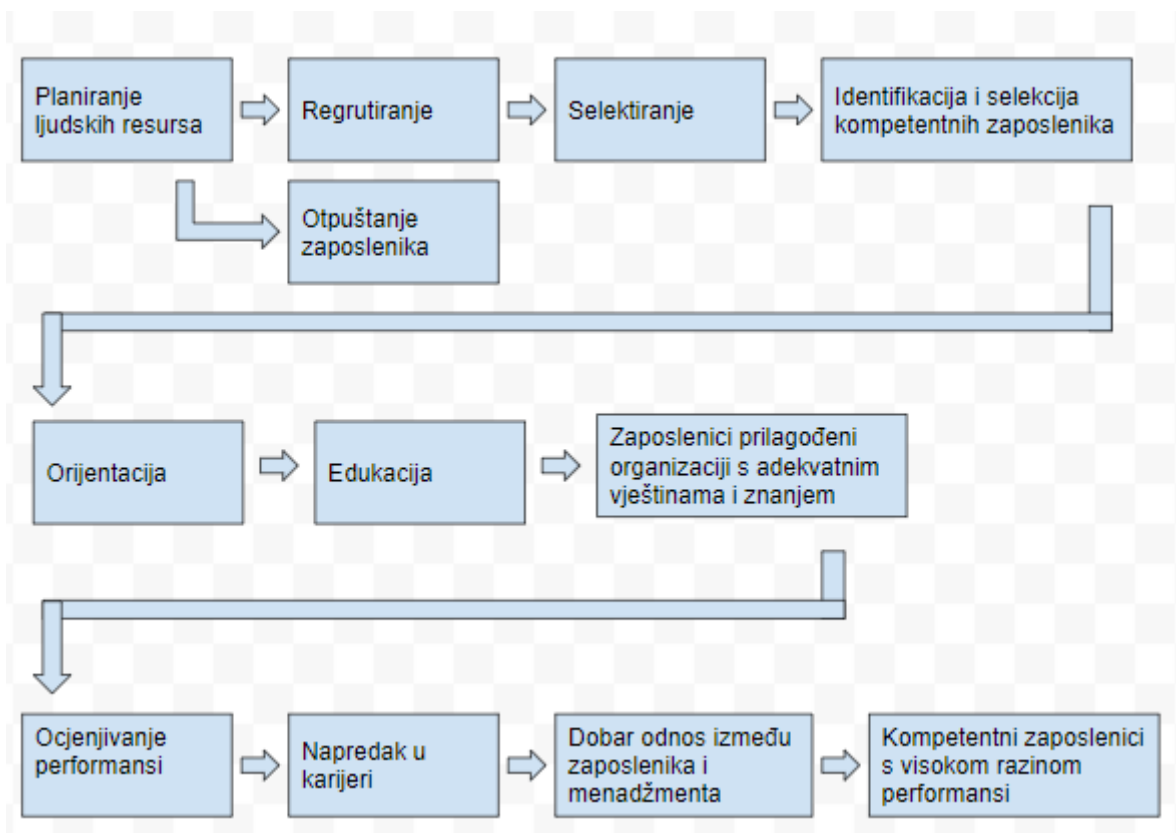 Planiranje
ljudskih resursa
Regrutiranje
Selektiranje
Identifikacija i selekcija
kompetentnih zaposlenika
Otpuštanje
zaposlenika
Orijentacija
Edukacija
Zaposlenici prilagođeni
organizaciji s adekvatnim
vještinama i znanjem
Ocjenjivanje
performansi
Napredak u
karijeri
Dobar odnos između
zaposlenika i
menadžmenta
Kompetentni zaposlenici
s visokom razinom
performansi